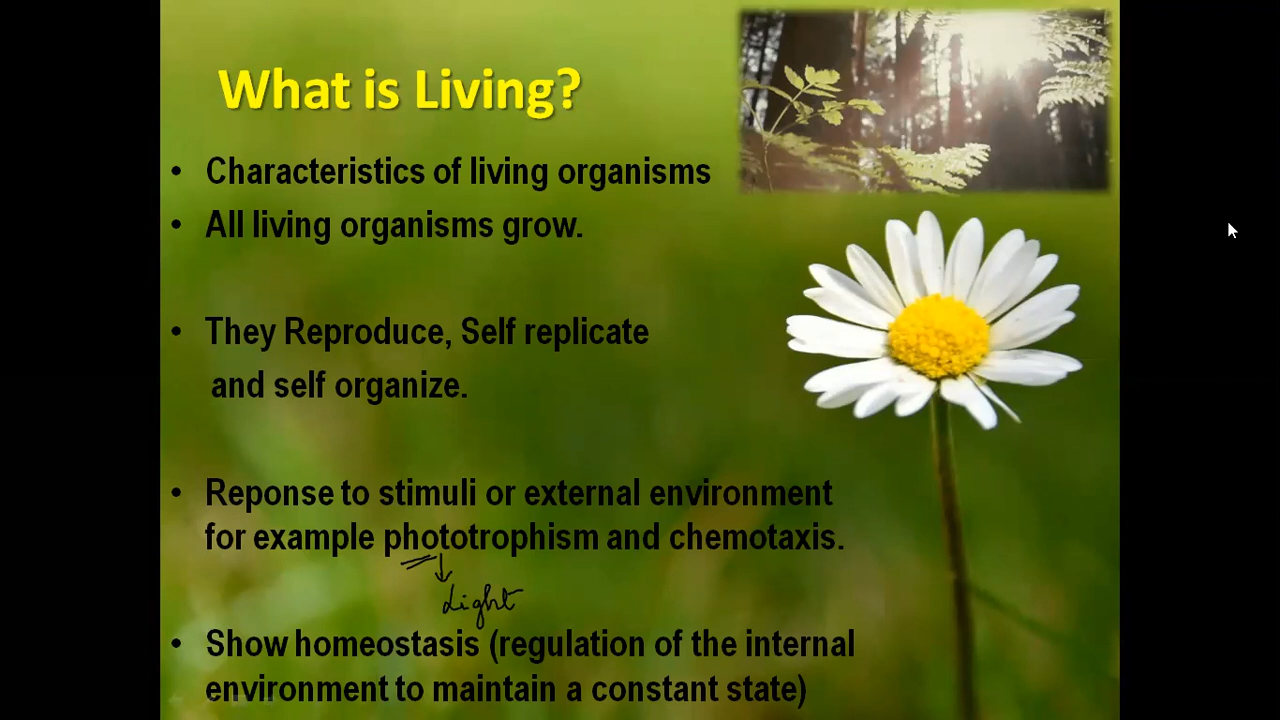 What is Living?
• Characteristics of living organisms
• All living organisms grow.
• They Reproduce, Self replicate
and self organize.
• Reponse to stimuli or external environment
for example phototrophism and chemotaxis.
Light
• Show homeostasis (regulation of the internal
environment to maintain a constant state)